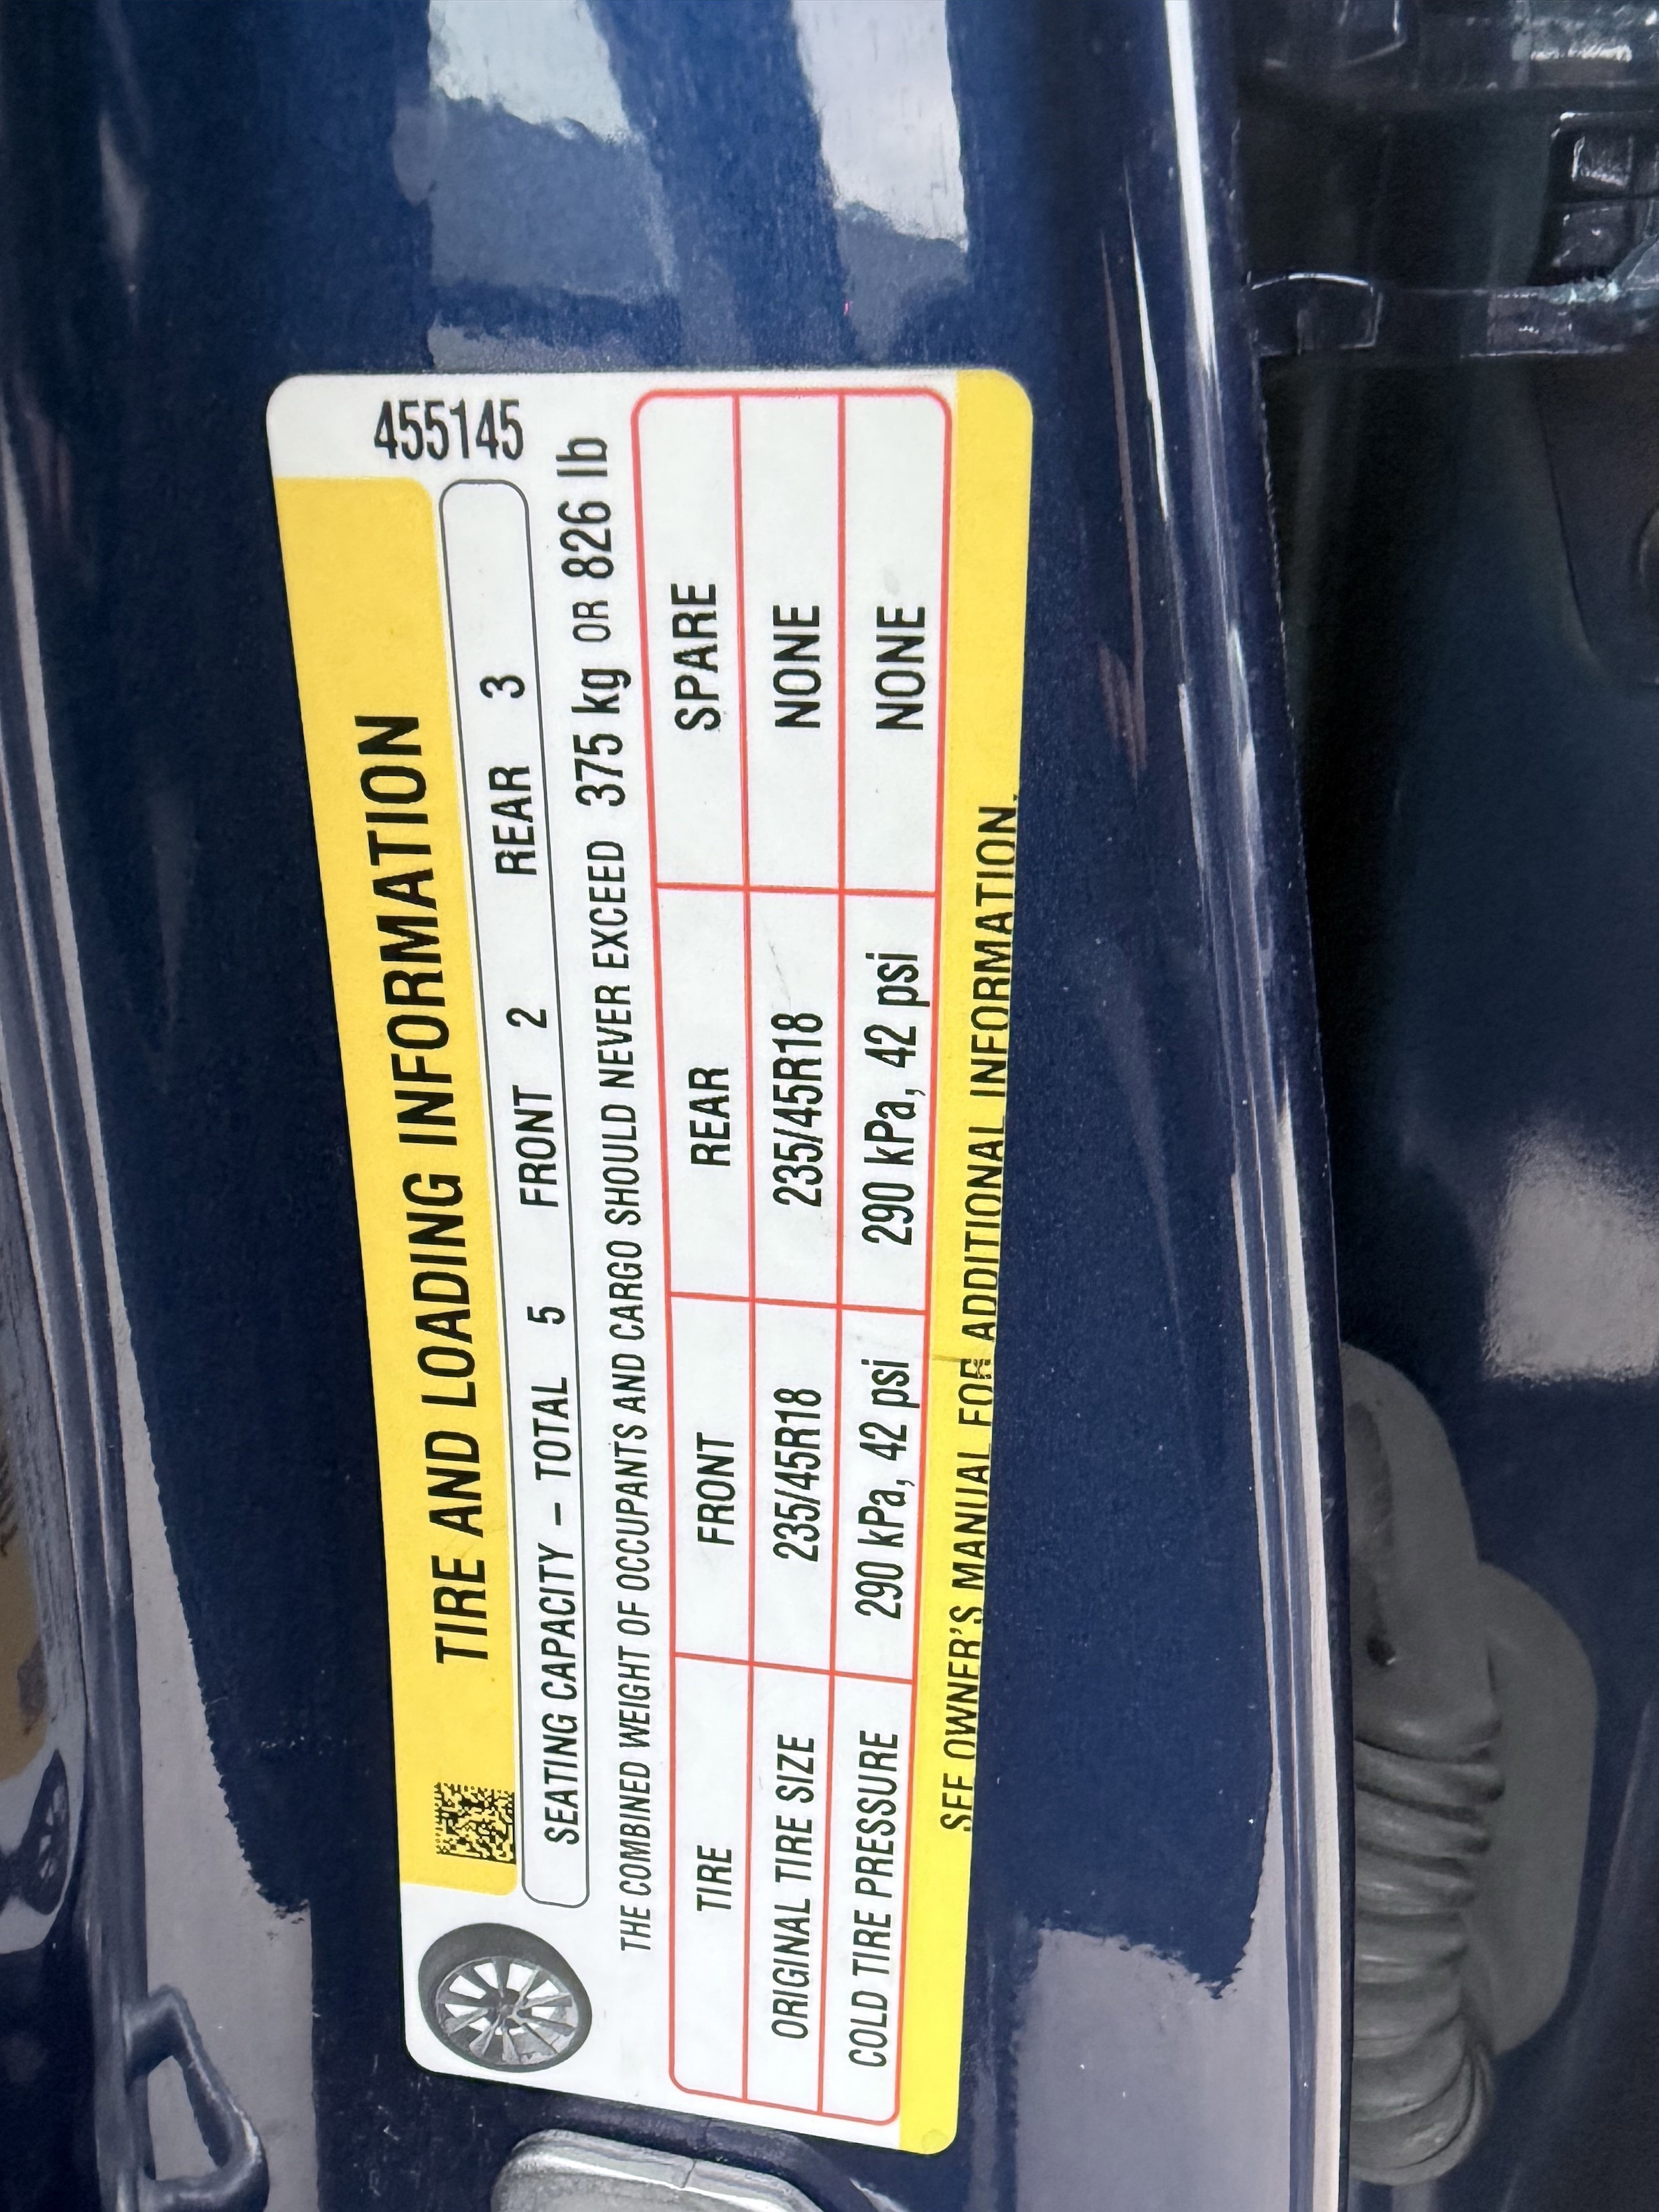 455145
TIRE AND LOADING INFORMATION
SEATING CAPACITY – TOTAL 5 FRONT 2 REAR 3
THE COMBINED WEIGHT OF OCCUPANTS AND CARGO SHOULD NEVER EXCEED 375 kg OR 826 lb
TIRE FRONT REAR SPARE
ORIGINAL TIRE SIZE 235/45R18 235/45R18 NONE
COLD TIRE PRESSURE 290 kPa, 42 psi 290 kPa, 42 psi NONE
SEE OWNER'S MANUAL FOR ADDITIONAL INFORMATION.